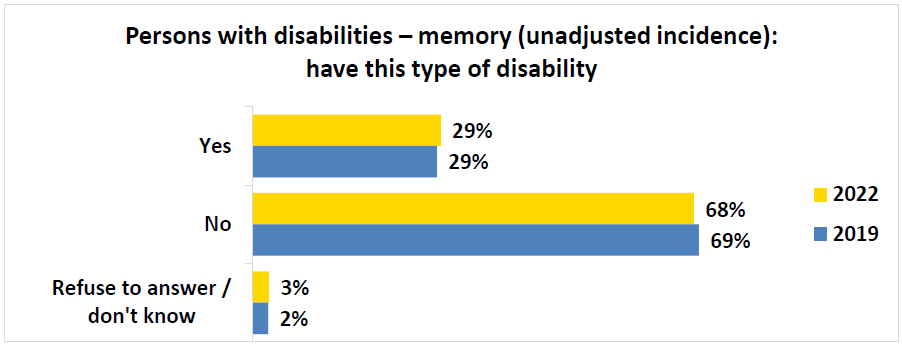 Persons with disabilities – memory (unadjusted incidence):
have this type of disability
Yes
29%
29%
No
68%
69%
2022
2019
Refuse to answer /
don't know
3%
2%